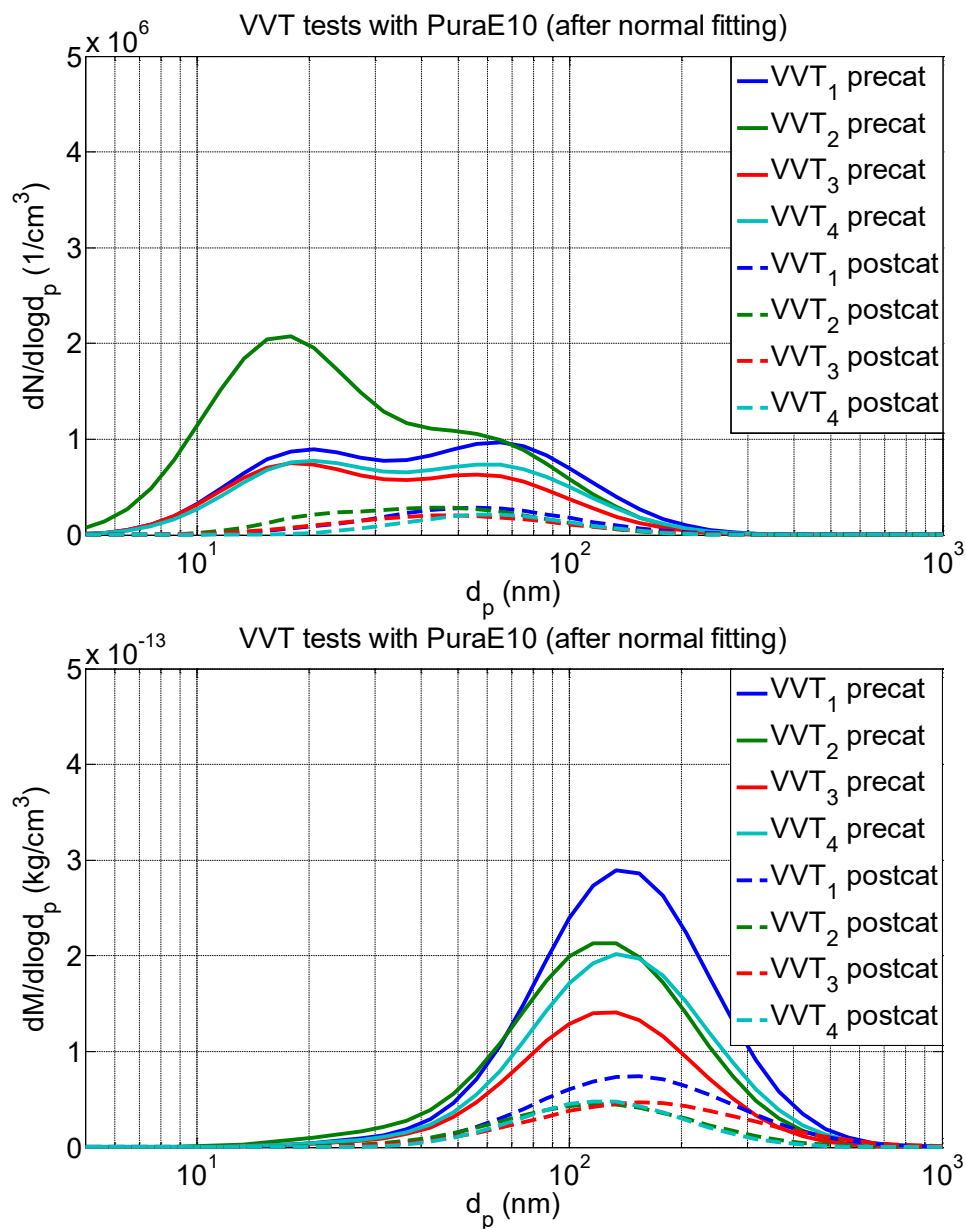 VVT tests with PuraE10 (after normal fitting)
x 10^6
5
4
3
2
1
0
dN/dlogd_p (1/cm^3)
10^1
10^2
10^3
d_p (nm)
VVT_1 precat
VVT_2 precat
VVT_3 precat
VVT_4 precat
VVT_1 postcat
VVT_2 postcat
VVT_3 postcat
VVT_4 postcat
VVT tests with PuraE10 (after normal fitting)
x 10^-13
5
4
3
2
1
0
dM/dlogd_p (kg/cm^3)
10^1
10^2
10^3
d_p (nm)
VVT_1 precat
VVT_2 precat
VVT_3 precat
VVT_4 precat
VVT_1 postcat
VVT_2 postcat
VVT_3 postcat
VVT_4 postcat